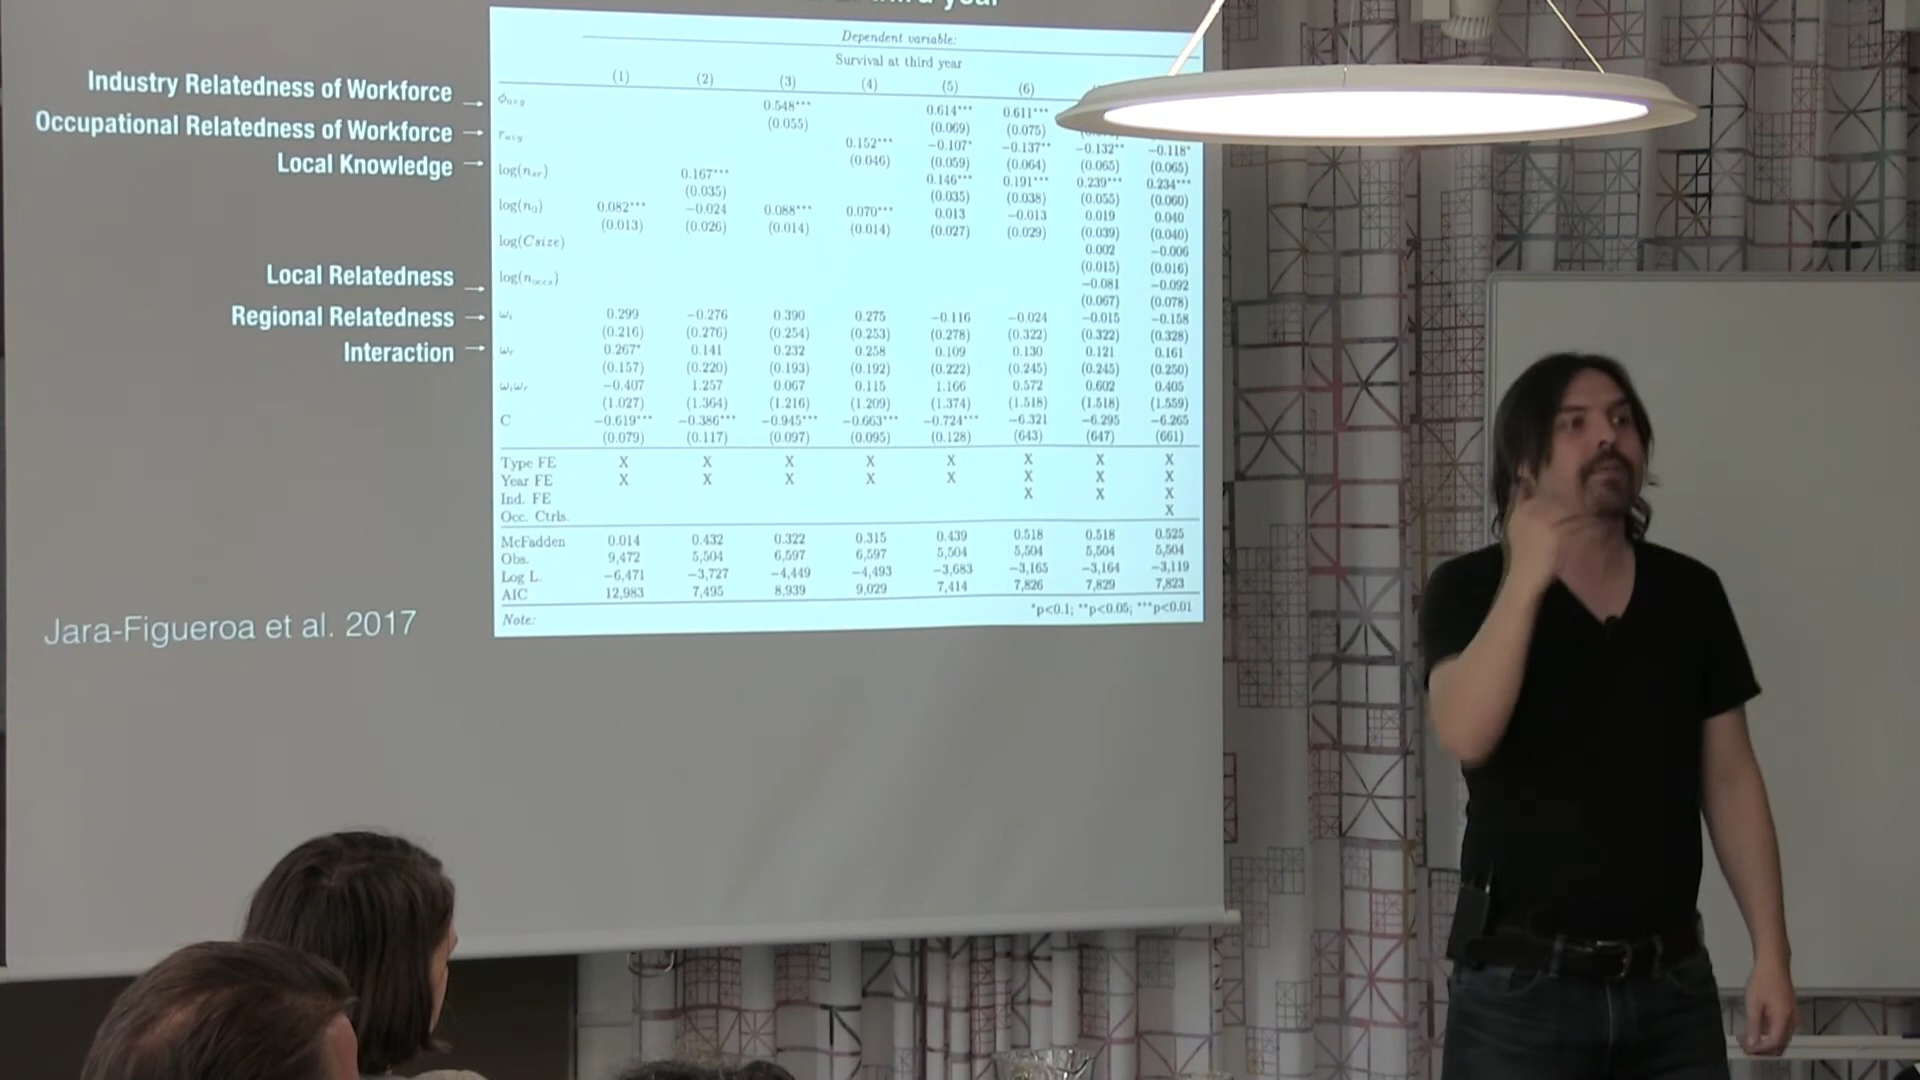 third year
Industry Relatedness of Workforce
Occupational Relatedness of Workforce
Local Knowledge
Local Relatedness
Regional Relatedness
Interaction
Jara-Figueroa et al. 2017
Dependent variable:
Survival at third year
(1) (2) (3) (4) (5) (6)
ϕavg 0.548*** 0.614*** 0.611***
(0.055) (0.069) (0.075)
ravg 0.152*** −0.107* −0.137** −0.132** −0.118*
(0.046) (0.059) (0.064) (0.065) (0.065)
log(nsr) 0.167*** 0.146*** 0.191*** 0.239*** 0.234***
(0.035) (0.035) (0.038) (0.055) (0.060)
log(n0) 0.082*** −0.024 0.088*** 0.070*** 0.013 −0.013 0.019 0.040
(0.013) (0.026) (0.014) (0.014) (0.027) (0.029) (0.039) (0.040)
log(Csize) 0.002 −0.006
(0.015) (0.016)
log(noccs) −0.081 −0.092
(0.067) (0.078)
ωi 0.299 −0.276 0.390 0.275 −0.116 −0.024 −0.015 −0.158
(0.216) (0.276) (0.254) (0.253) (0.278) (0.322) (0.322) (0.328)
ωr 0.267* 0.141 0.232 0.258 0.109 0.130 0.121 0.161
(0.157) (0.220) (0.193) (0.192) (0.222) (0.245) (0.245) (0.250)
ωiωr −0.407 1.257 0.067 0.115 1.166 0.572 0.602 0.405
(1.027) (1.364) (1.216) (1.209) (1.374) (1.518) (1.518) (1.559)
C −0.619*** −0.386*** −0.945*** −0.663*** −0.724*** −6.321 −6.295 −6.265
(0.079) (0.117) (0.097) (0.095) (0.128) (643) (647) (661)
Type FE X X X X X X X X
Year FE X X X X X X X X
Ind. FE X X X
Occ. Ctrls. X
McFadden 0.014 0.432 0.322 0.315 0.439 0.518 0.518 0.525
Obs. 9,472 5,504 6,597 6,597 5,504 5,504 5,504 5,504
Log L. −6,471 −3,727 −4,449 −4,493 −3,683 −3,165 −3,164 −3,119
AIC 12,983 7,495 8,939 9,029 7,414 7,826 7,829 7,823
Note: *p<0.1; **p<0.05; ***p<0.01